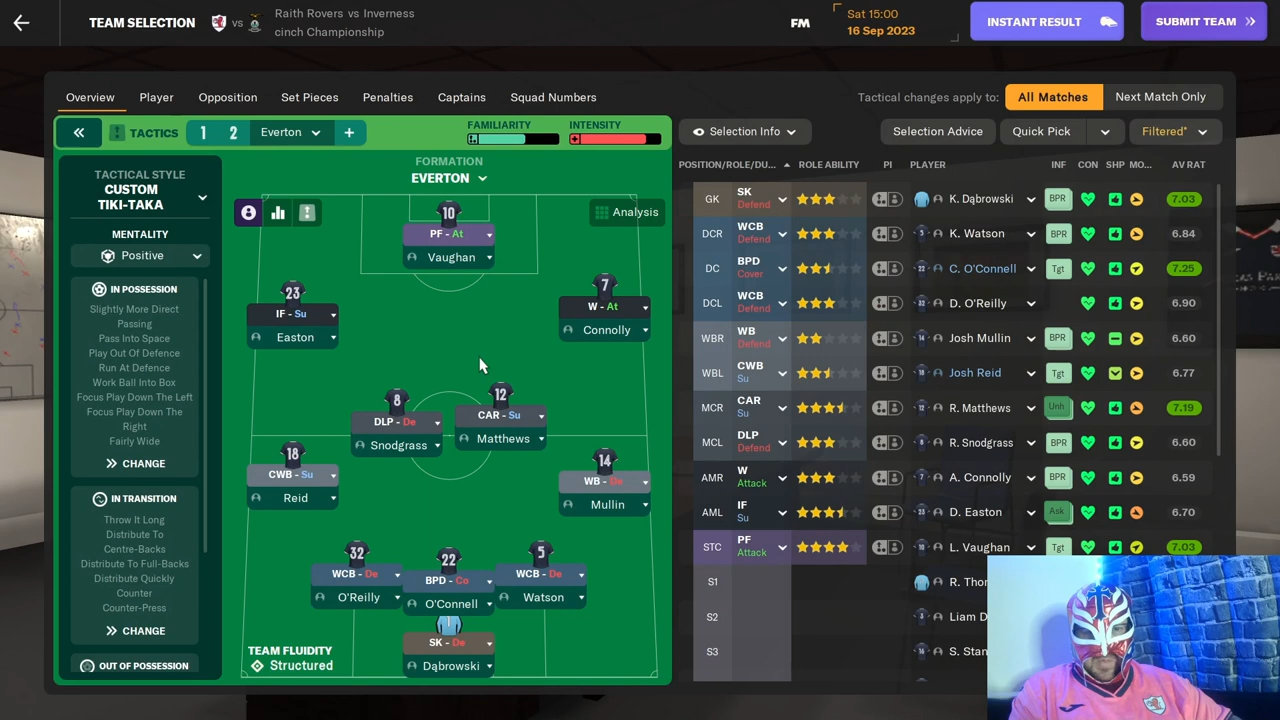 TEAM SELECTION
vs
Raith Rovers vs Inverness
cinch Championship
FM
Sat 15:00
16 Sep 2023
INSTANT RESULT
SUBMIT TEAM
Overview
Player
Opposition
Set Pieces
Penalties
Captains
Squad Numbers
Tactical changes apply to:
All Matches
Next Match Only
TACTICS
1
2
Everton
+
FAMILIARITY
INTENSITY
Selection Info
Selection Advice
Quick Pick
Filtered*
TACTICAL STYLE
CUSTOM
TIKI-TAKA
MENTALITY
Positive
IN POSSESSION
Slightly More Direct
Passing
Pass Into Space
Play Out Of Defence
Run At Defence
Work Ball Into Box
Focus Play Down The Left
Focus Play Down The
Right
Fairly Wide
CHANGE
IN TRANSITION
Throw It Long
Distribute To
Centre-Backs
Distribute To Full-Backs
Distribute Quickly
Counter
Counter-Press
CHANGE
OUT OF POSSESSION
FORMATION
EVERTON
Analysis
10
PF - At
Vaughan
23
IF - Su
Easton
7
W - At
Connolly
8
DLP - De
Snodgrass
12
CAR - Su
Matthews
18
CWB - Su
Reid
14
WB - De
Mullin
32
WCB - De
O'Reilly
22
BPD - Co
O'Connell
5
WCB - De
Watson
1
SK - De
Dąbrowski
TEAM FLUIDITY
Structured
POSITION/ROLE/DU...
ROLE ABILITY
PI
PLAYER
INF
CON
SHP
MO...
AV RAT
GK SK Defend K. Dąbrowski BPR 7.03
DCR WCB Defend K. Watson BPR 6.84
DC BPD Cover C. O'Connell Tgt 7.25
DCL WCB Defend D. O'Reilly 6.90
WBR WB Defend Josh Mullin BPR 6.60
WBL CWB Su Josh Reid Tgt 6.77
MCR CAR Su R. Matthews Unh 7.19
MCL DLP Defend R. Snodgrass BPR 6.60
AMR W Attack A. Connolly BPR 6.59
AML IF Su D. Easton Ask 6.70
STC PF Attack L. Vaughan Tgt 7.03
S1 R. Thor
S2 Liam D
S3 S. Stan